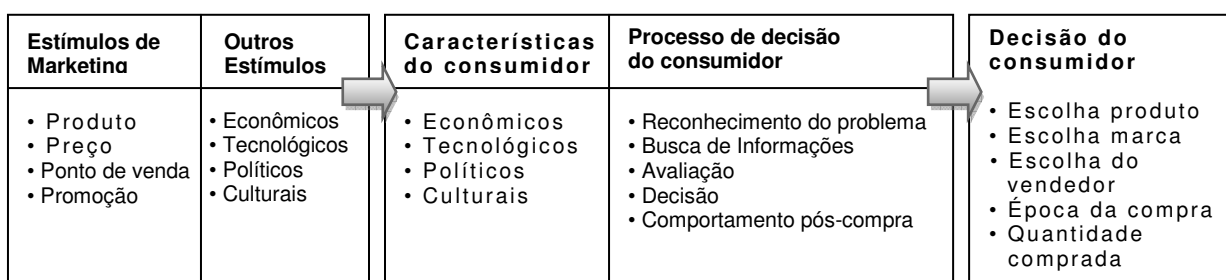 Estímulos de
Marketing
• Produto
• Preço
• Ponto de venda
• Promoção
Outros
Estímulos
• Econômicos
• Tecnológicos
• Políticos
• Culturais
Características
do consumidor
• Econômicos
• Tecnológicos
• Políticos
• Culturais
Processo de decisão
do consumidor
• Reconhecimento do problema
• Busca de Informações
• Avaliação
• Decisão
• Comportamento pós-compra
Decisão do
consumidor
• Escolha produto
• Escolha marca
• Escolha do
vendedor
• Época da compra
• Quantidade
comprada